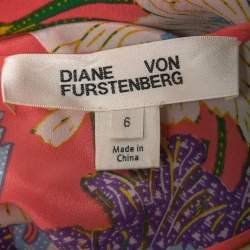 DIANE VON
FURSTENBERG
6
Made in
China